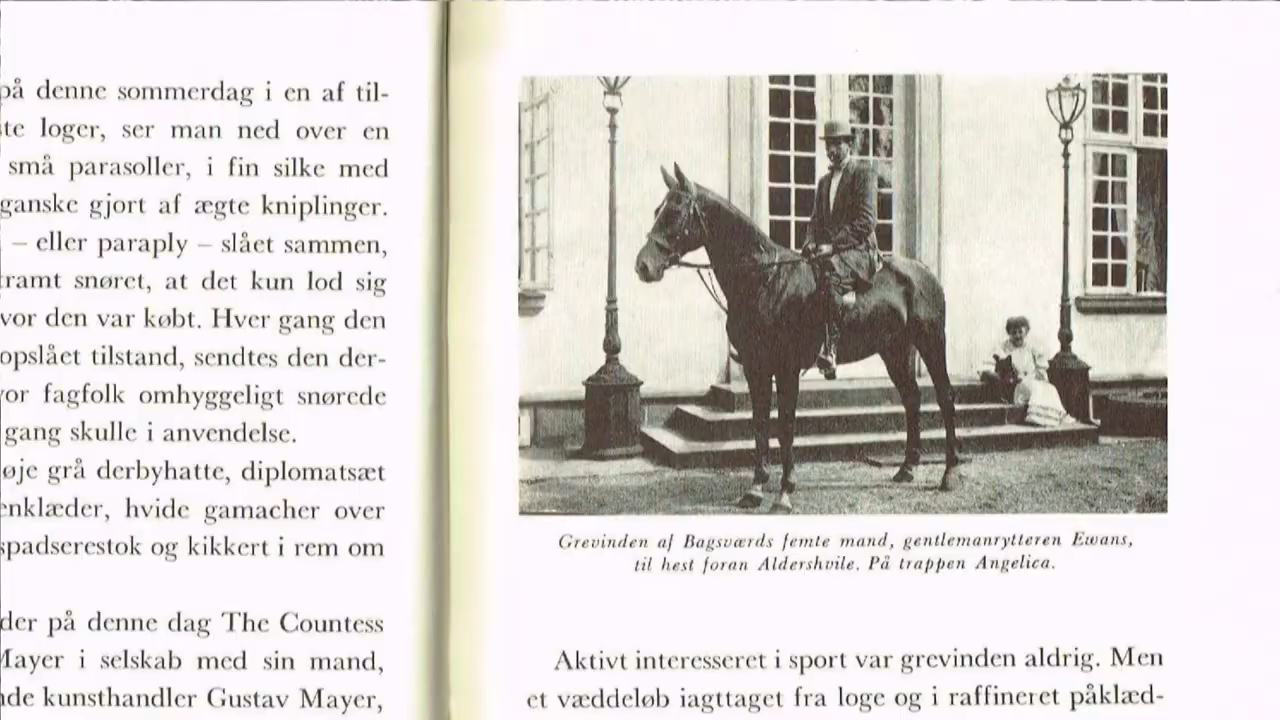 på denne sommerdag i en af til-
te loger, ser man ned over en
små parasoller, i fin silke med
ganske gjort af ægte kniplinger.
– eller paraply – slået sammen,
ramt snøret, at det kun lod sig
vor den var købt. Hver gang den
opslået tilstand, sendtes den der-
or fagfolk omhyggeligt snørede
gang skulle i anvendelse.
øje grå derbyhatte, diplomatsæt
enklæder, hvide gamacher over
spadserestok og kikkert i rem om
der på denne dag The Countess
Mayer i selskab med sin mand,
de kunsthandler Gustav Mayer,
Grevinden af Bagsværds femte mand, gentlemanrytteren Ewans,
til hest foran Aldershvile. På trappen Angelica.
Aktivt interesseret i sport var grevinden aldrig. Men
et væddeløb iagttaget fra loge og i raffineret påklæd-